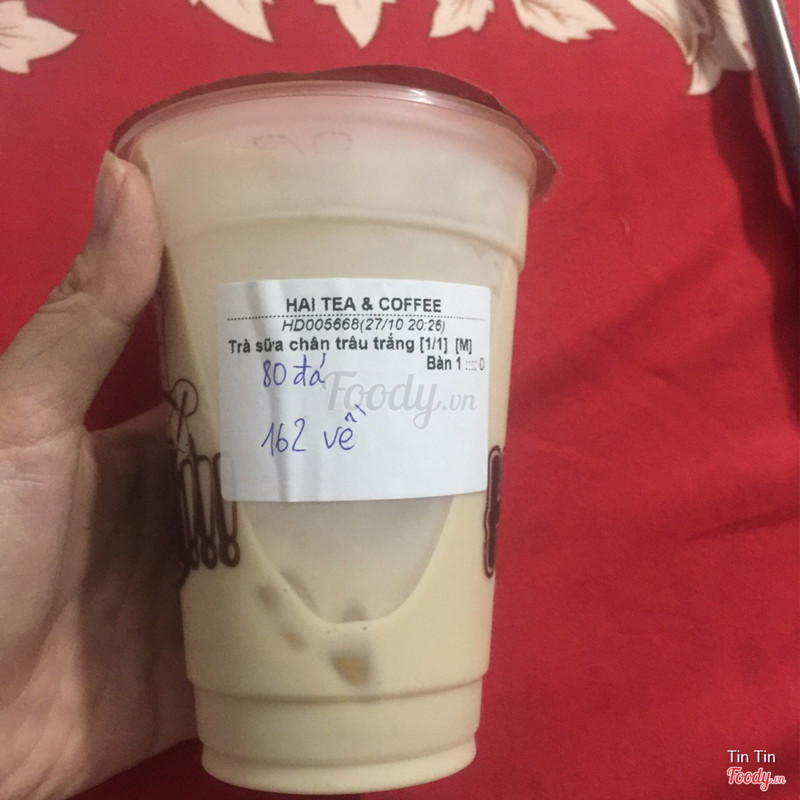 HAI TEA & COFFEE
HD005668(27/10 20:26)
Trà sữa chân trâu trắng [1/1] [M]
Bàn 1 :::: 0
80 đá
Foody.vn
162 về
Tin Tin
Foody.vn